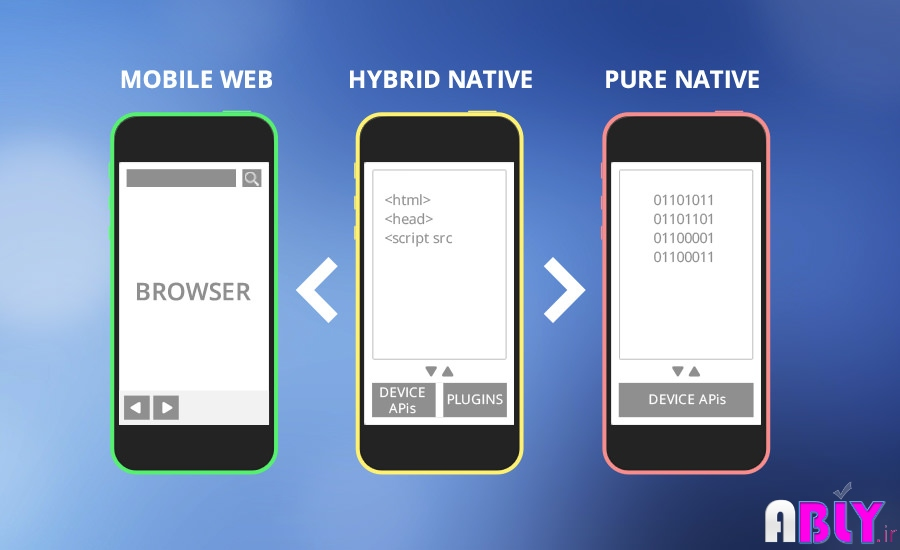 MOBILE WEB
HYBRID NATIVE
PURE NATIVE
BROWSER
<html>
<head>
<script src
DEVICE
APis
PLUGINS
01101011
01101101
01100001
01100011
DEVICE APis
ABLY.ir